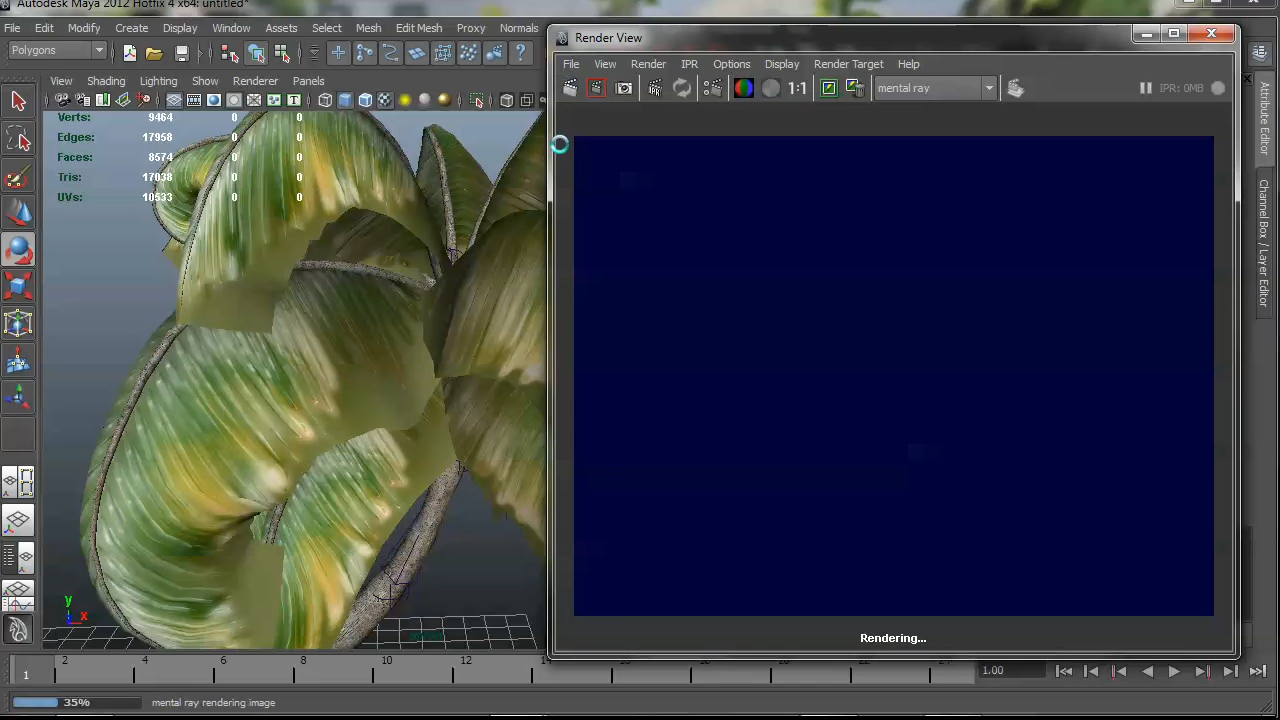 Autodesk Maya 2012 Hotfix 4 x64: untitled*
File Edit Modify Create Display Window Assets Select Mesh Edit Mesh Proxy Normals
Polygons
View Shading Lighting Show Renderer Panels
Verts: 9464 0 0
Edges: 17958 0 0
Faces: 8574 0 0
Tris: 17038 0 0
UVs: 10533 0 0
y
x
Render View
File View Render IPR Options Display Render Target Help
1:1
mental ray
IPR: 0MB
Rendering...
Attribute Editor
Channel Box / Layer Editor
1
2 4 6 8 10 12 14
1.00
35%
mental ray rendering image